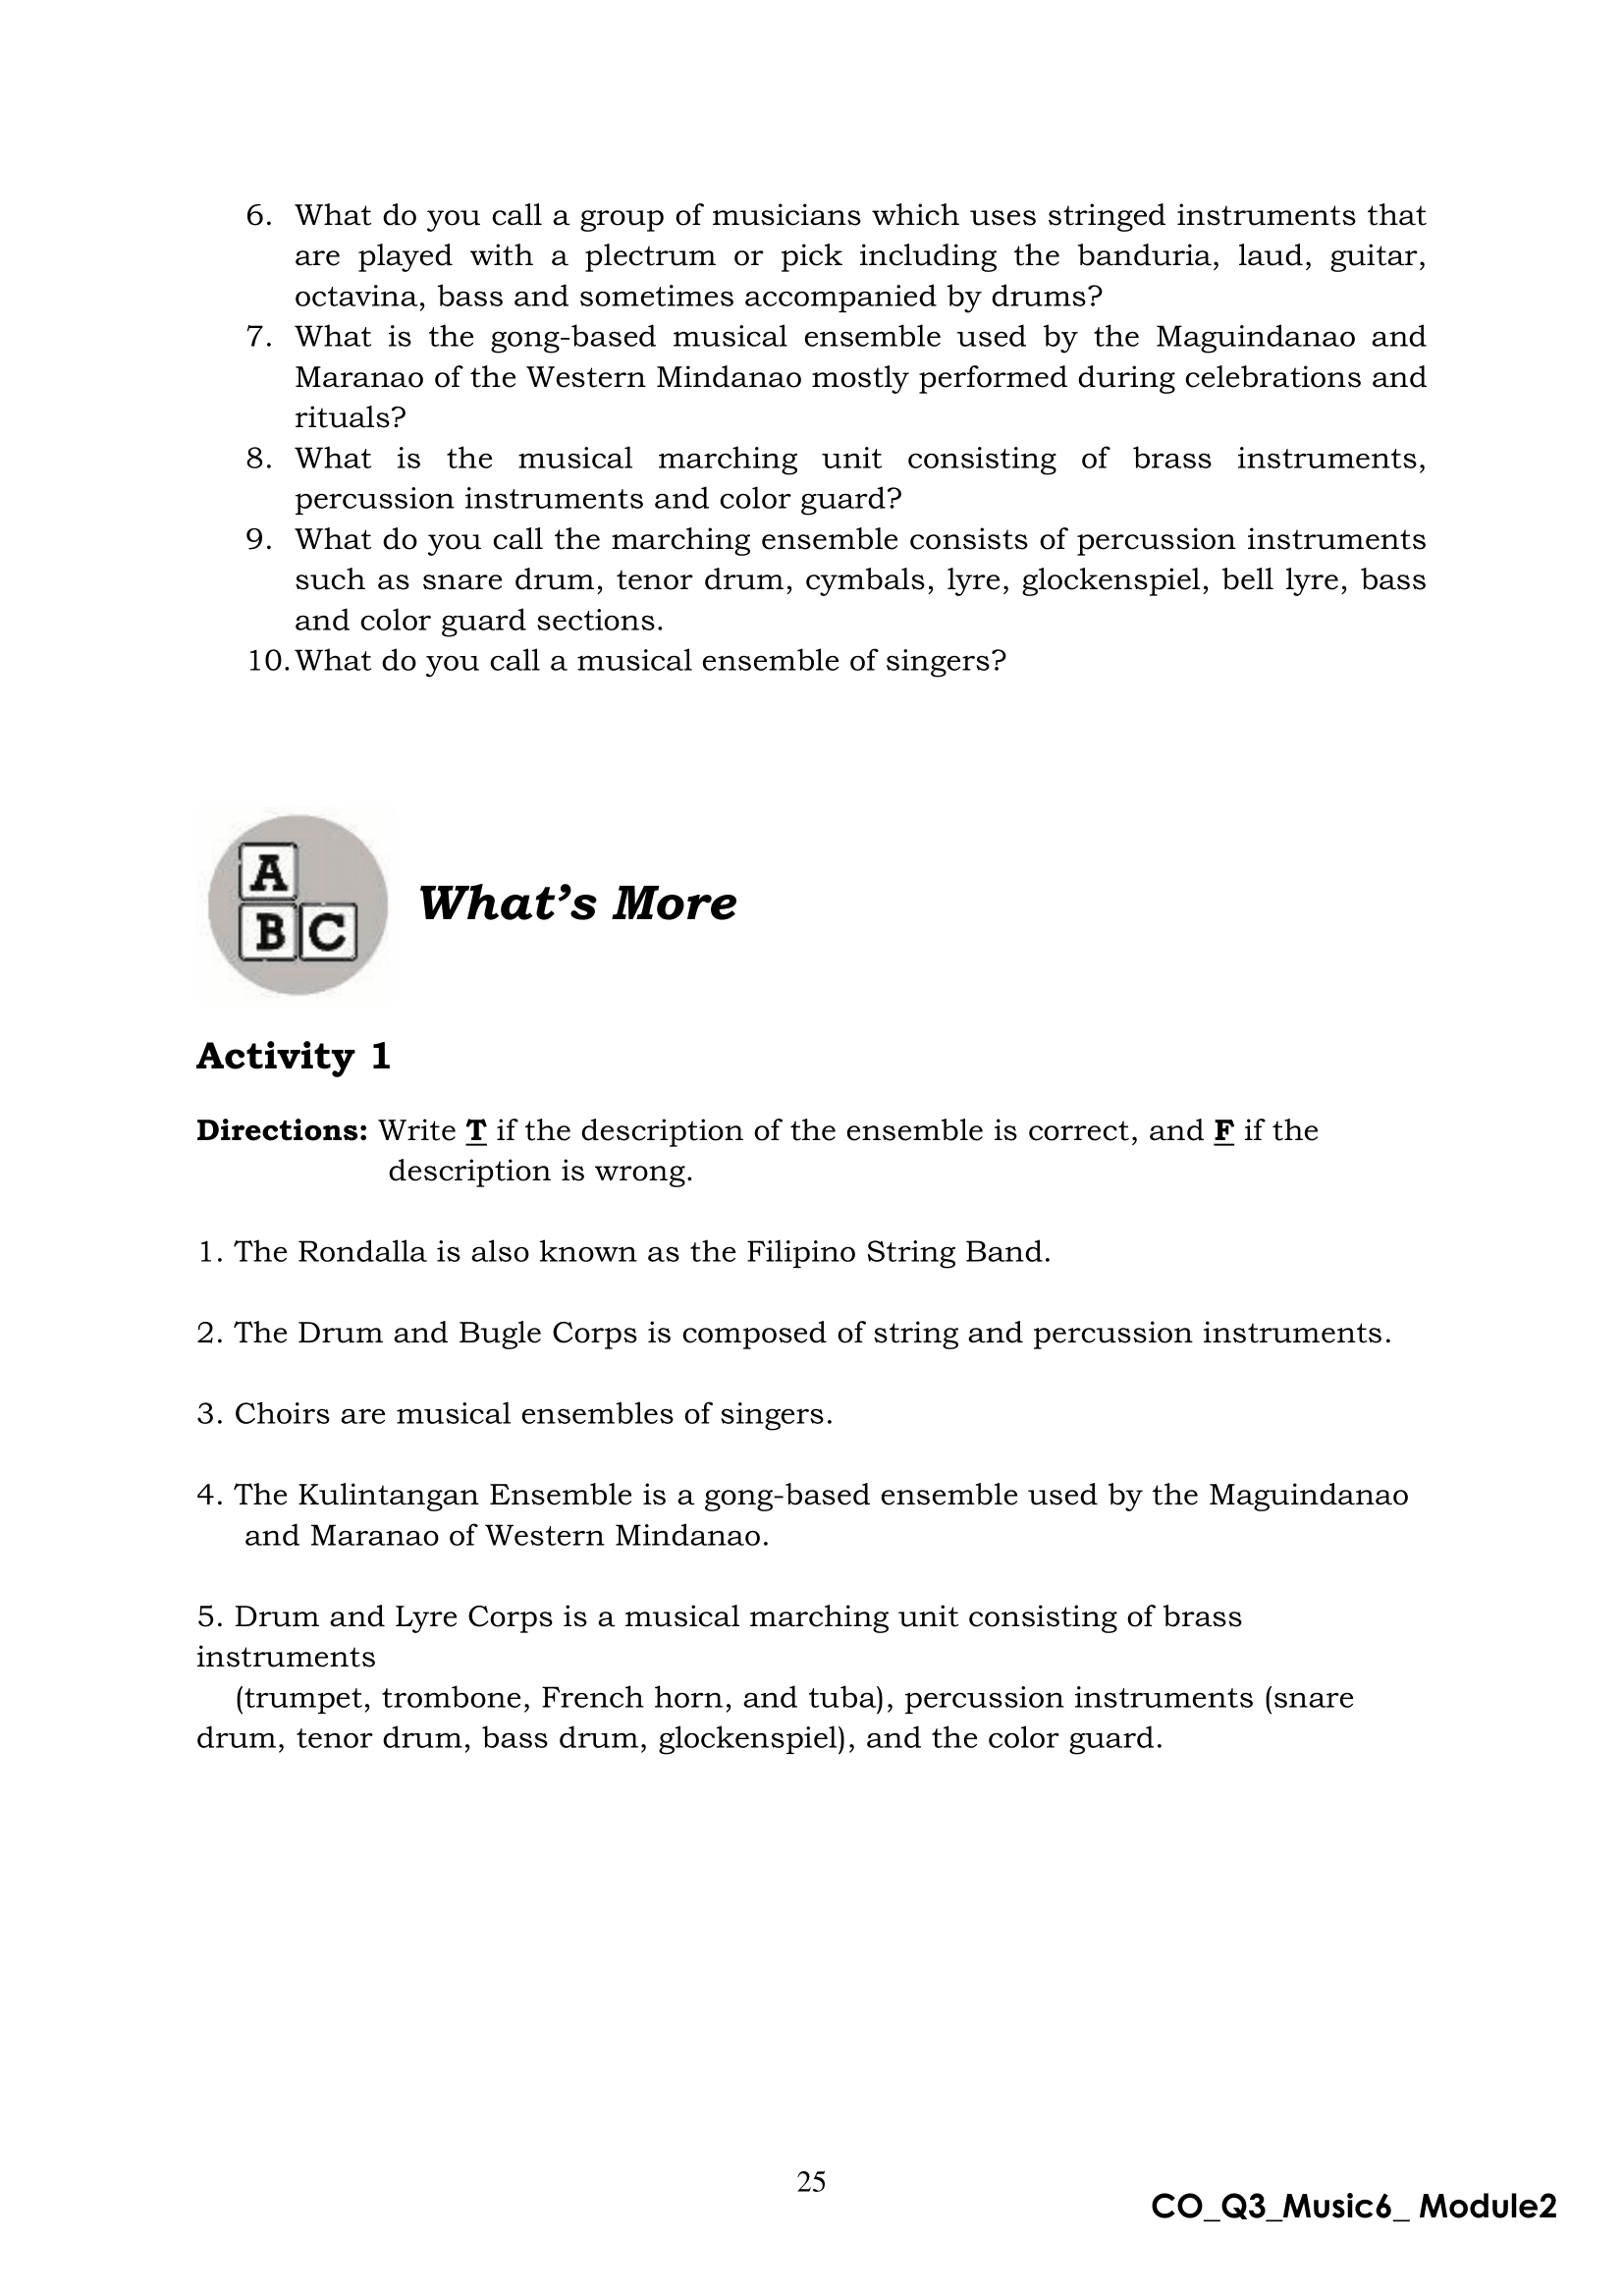 6. What do you call a group of musicians which uses stringed instruments that
are played with a plectrum or pick including the banduria, laud, guitar,
octavina, bass and sometimes accompanied by drums?
7. What is the gong-based musical ensemble used by the Maguindanao and
Maranao of the Western Mindanao mostly performed during celebrations and
rituals?
8. What is the musical marching unit consisting of brass instruments,
percussion instruments and color guard?
9. What do you call the marching ensemble consists of percussion instruments
such as snare drum, tenor drum, cymbals, lyre, glockenspiel, bell lyre, bass
and color guard sections.
10. What do you call a musical ensemble of singers?
A
B C
What's More
Activity 1
Directions: Write T if the description of the ensemble is correct, and F if the
description is wrong.
1. The Rondalla is also known as the Filipino String Band.
2. The Drum and Bugle Corps is composed of string and percussion instruments.
3. Choirs are musical ensembles of singers.
4. The Kulintangan Ensemble is a gong-based ensemble used by the Maguindanao
and Maranao of Western Mindanao.
5. Drum and Lyre Corps is a musical marching unit consisting of brass
instruments
(trumpet, trombone, French horn, and tuba), percussion instruments (snare
drum, tenor drum, bass drum, glockenspiel), and the color guard.
25
CO_Q3_Music6_ Module2